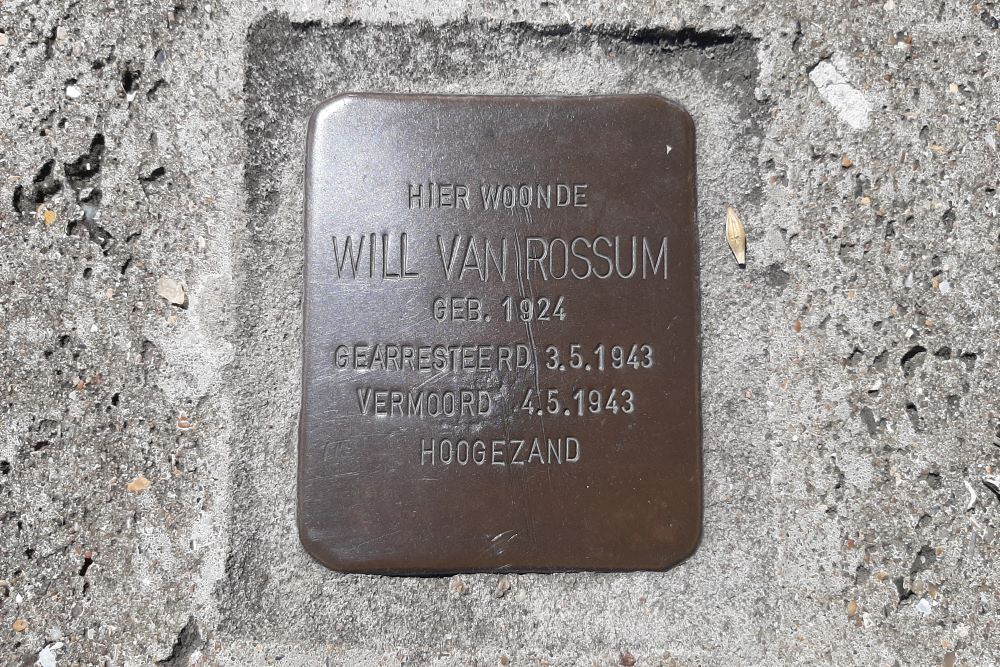 HIER WOONDE
WILL VAN ROSSUM
GEB. 1924
GEARRESTEERD 3.5.1943
VERMOORD 4.5.1943
HOOGEZAND